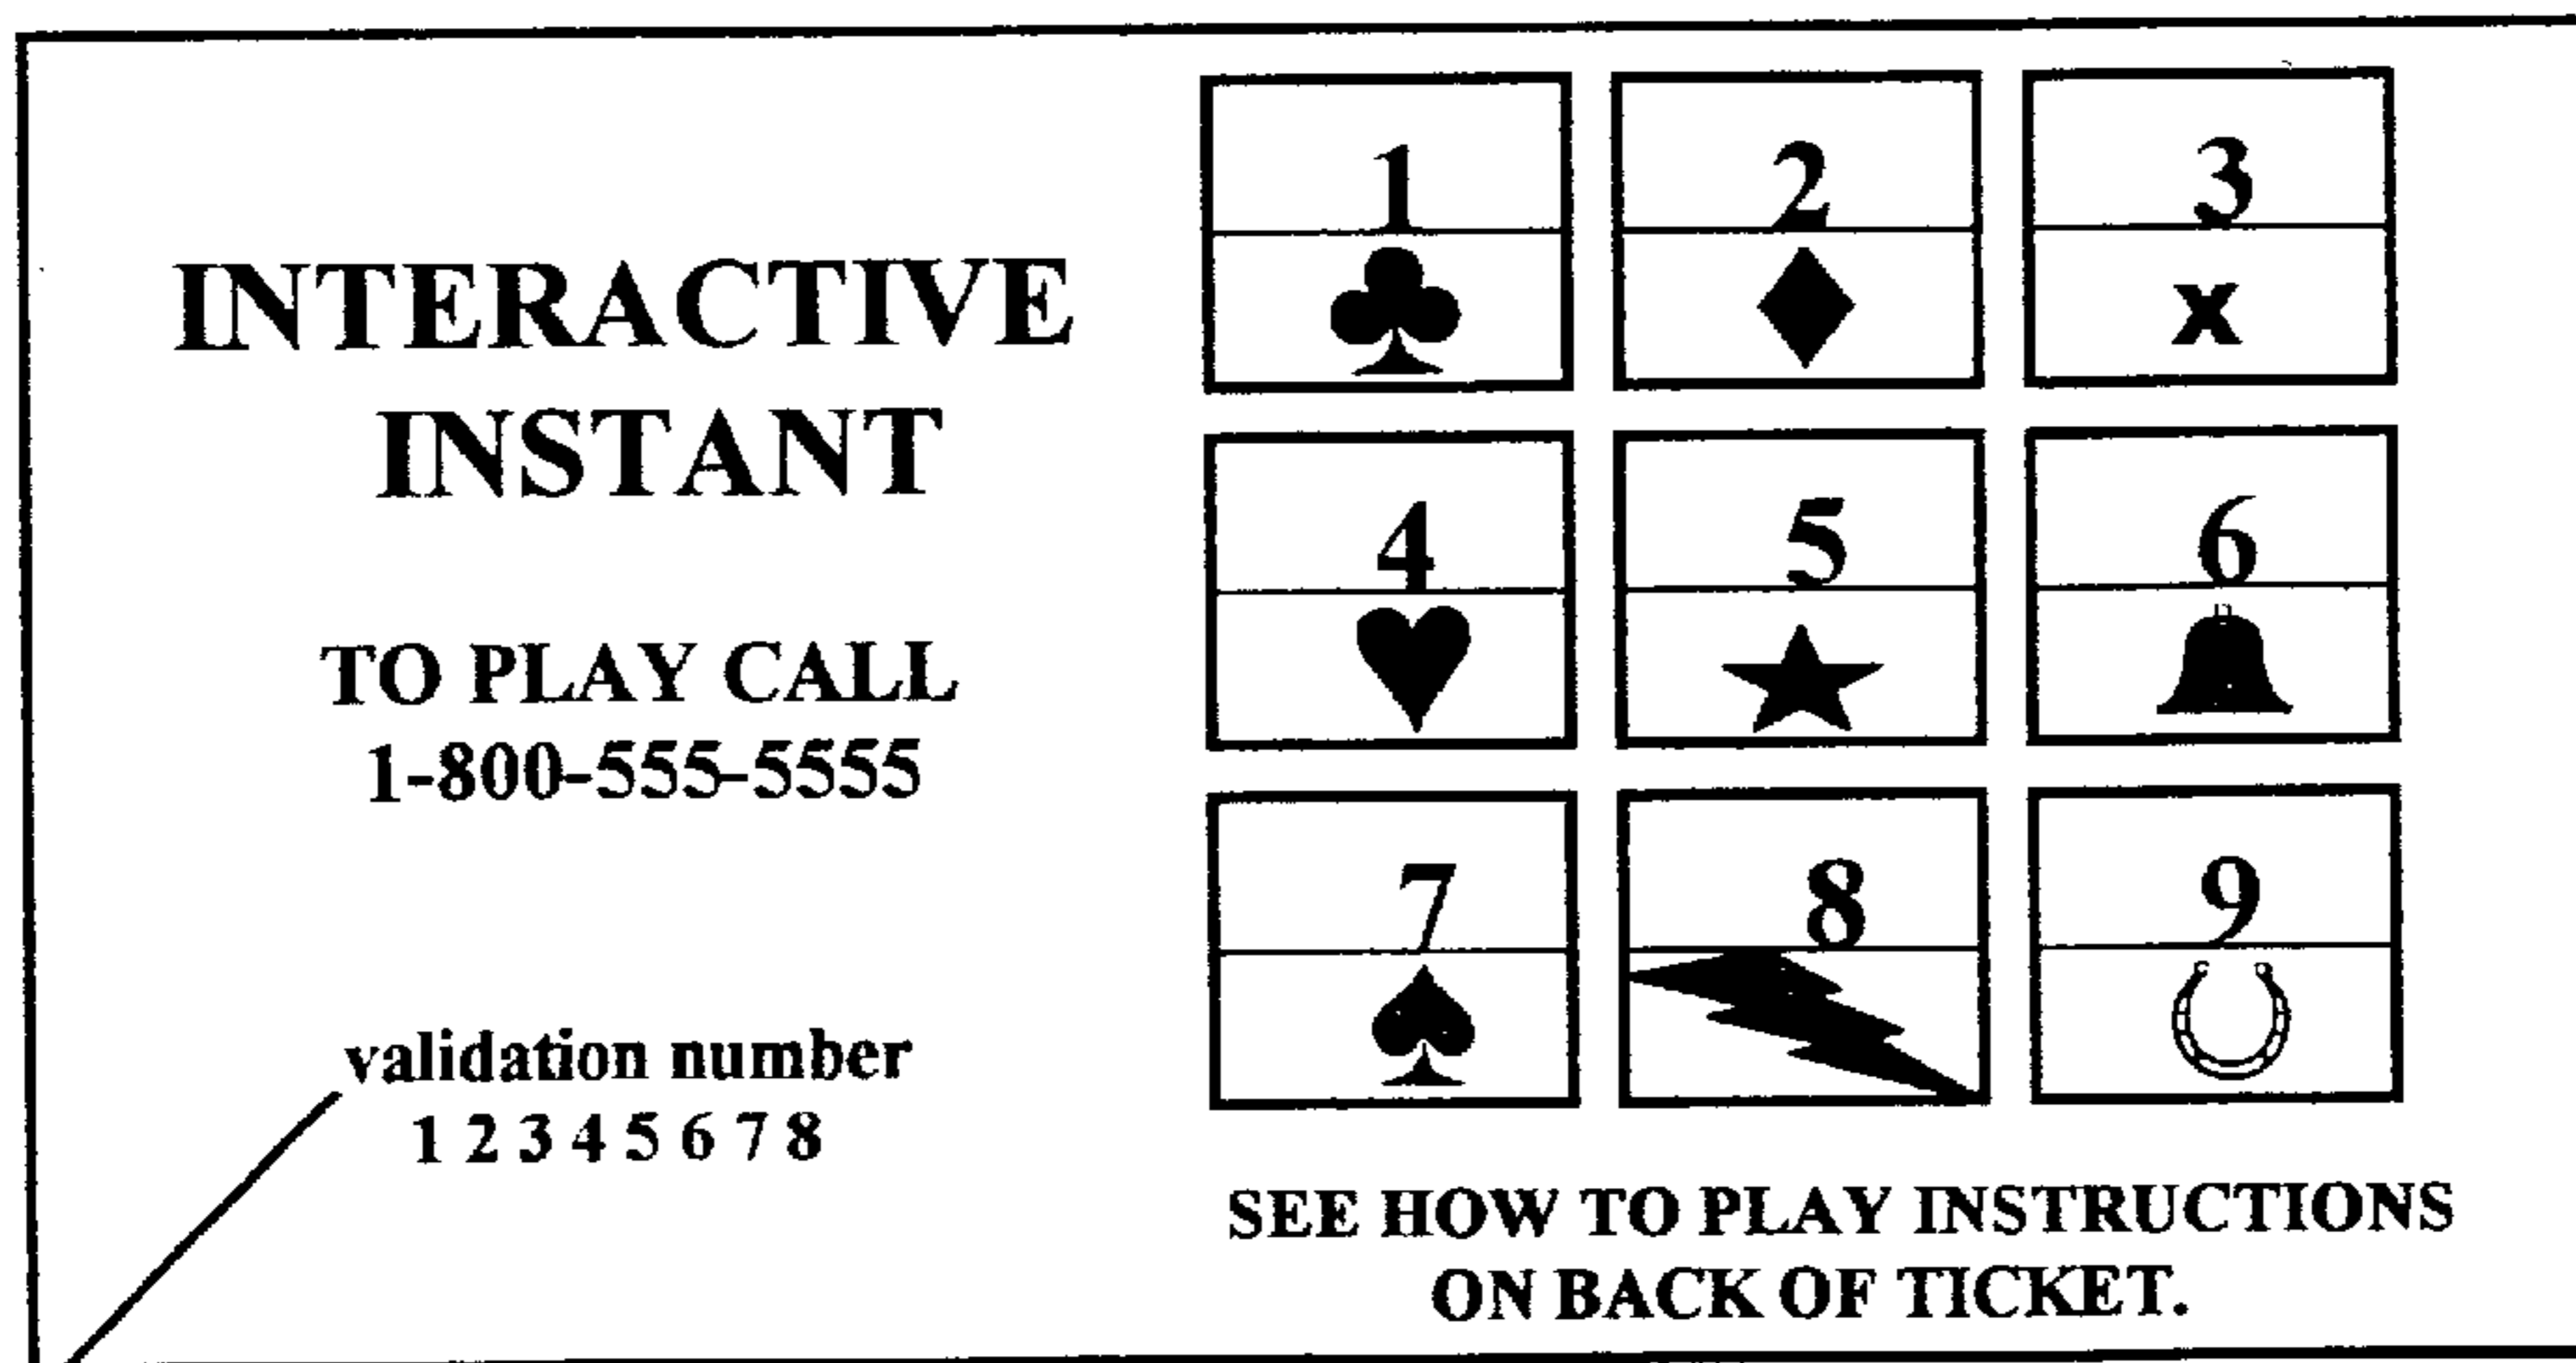 INTERACTIVE
INSTANT
TO PLAY CALL
1-800-555-5555
validation number
1 2 3 4 5 6 7 8
1 2 3
x
4 5 6
7 8 9
SEE HOW TO PLAY INSTRUCTIONS
ON BACK OF TICKET.